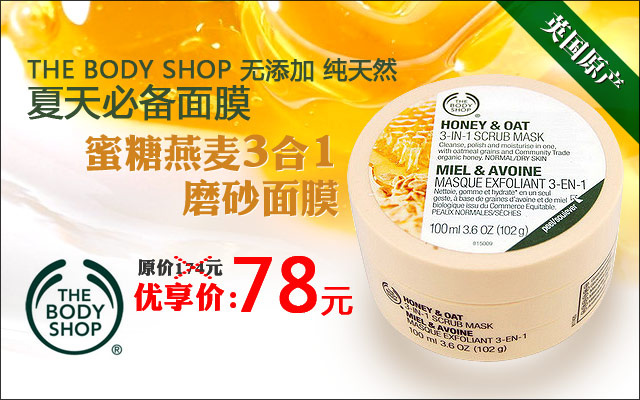 THE BODY SHOP 无添加 纯天然
夏天必备面膜
蜜糖燕麦3合1
磨砂面膜
原价174元
优享价:78元
THE
BODY
SHOP
®
英国原产
THE
BODY
SHOP
HONEY & OAT
3-IN-1 SCRUB MASK
Cleanse, polish and moisturise in one,
with oatmeal grains and Community Trade
organic honey. NORMAL/DRY SKIN
MIEL & AVOINE
MASQUE EXFOLIANT 3-EN-1
Nettoie, gomme et hydrate* en un seul
geste, à base de graines d'avoine et de miel
biologique issu du Commerce Equitable.
PEAUX NORMALES/SÈCHES
100 ml 3.6 OZ (102 g)
peel/soulever
HONEY & OAT
3-IN-1 SCRUB MASK
MIEL & AVOINE
MASQUE EXFOLIANT 3-EN-1
100 ml 3.6 OZ (102 g)